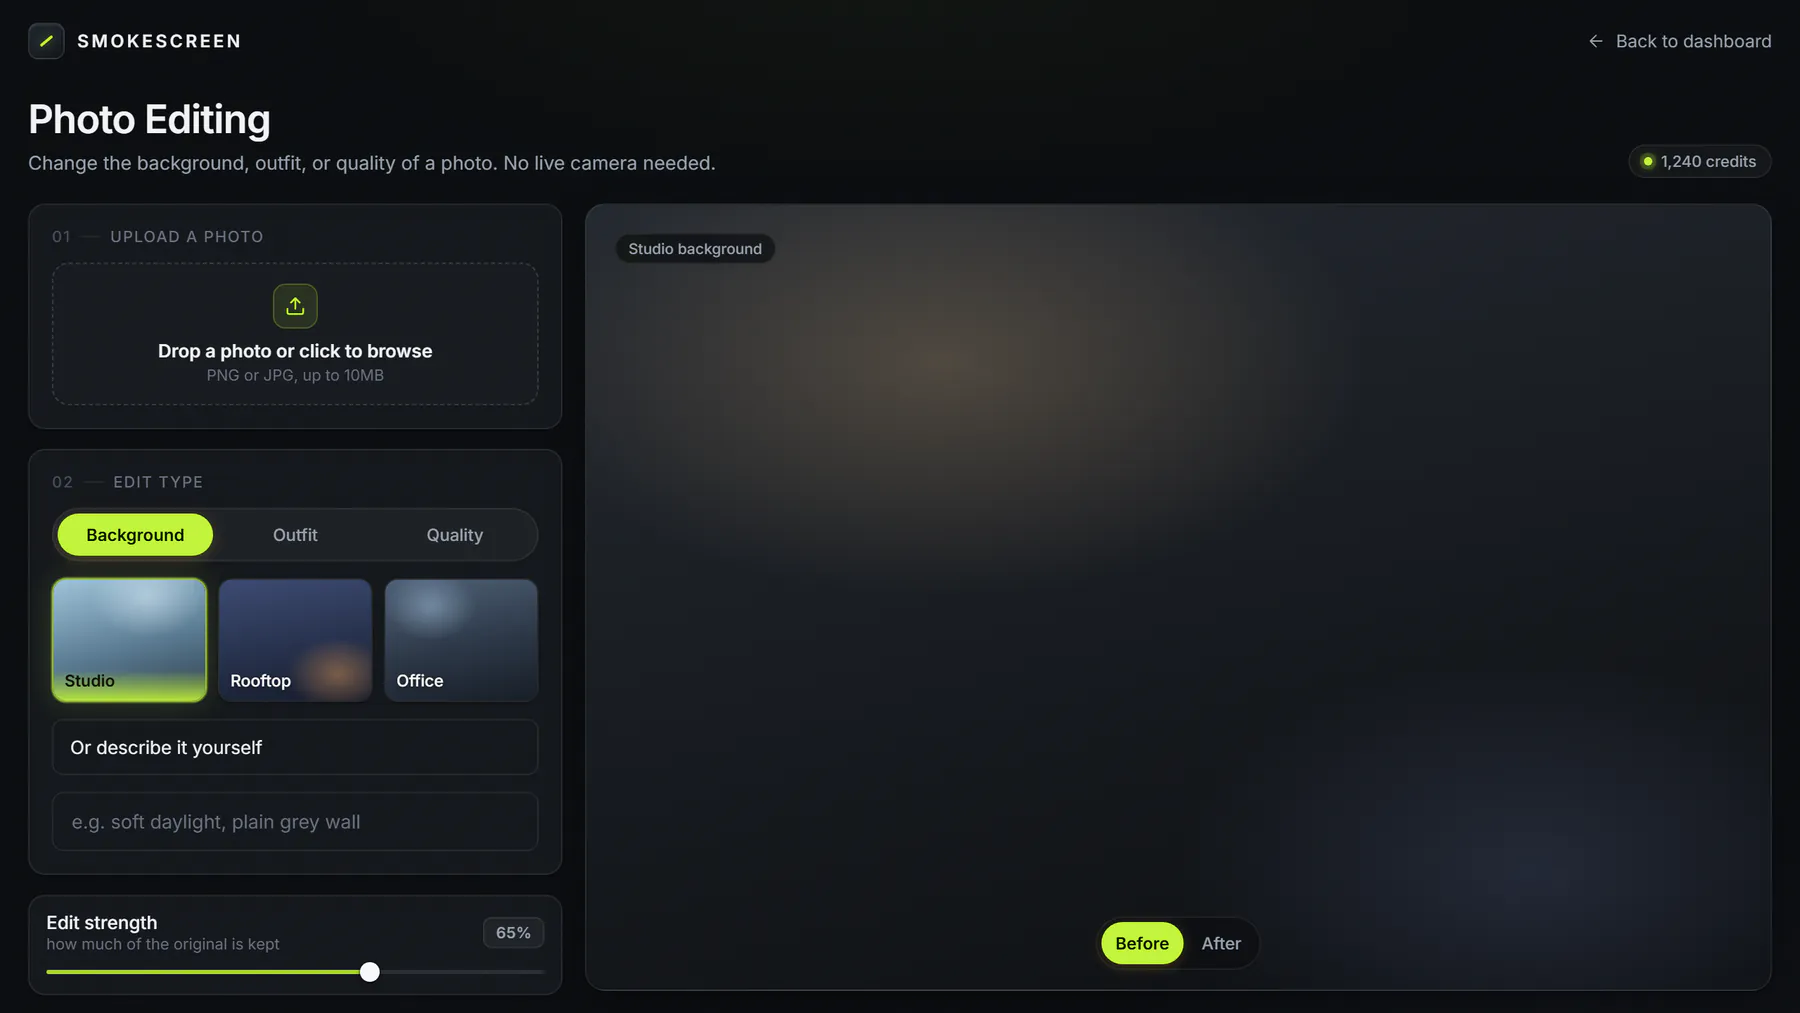 SMOKESCREEN
Back to dashboard
Photo Editing
Change the background, outfit, or quality of a photo. No live camera needed.
1,240 credits
01 — UPLOAD A PHOTO
Drop a photo or click to browse
PNG or JPG, up to 10MB
02 — EDIT TYPE
Background Outfit Quality
Studio Rooftop Office
Or describe it yourself
e.g. soft daylight, plain grey wall
Edit strength
how much of the original is kept
65%
Studio background
Before After